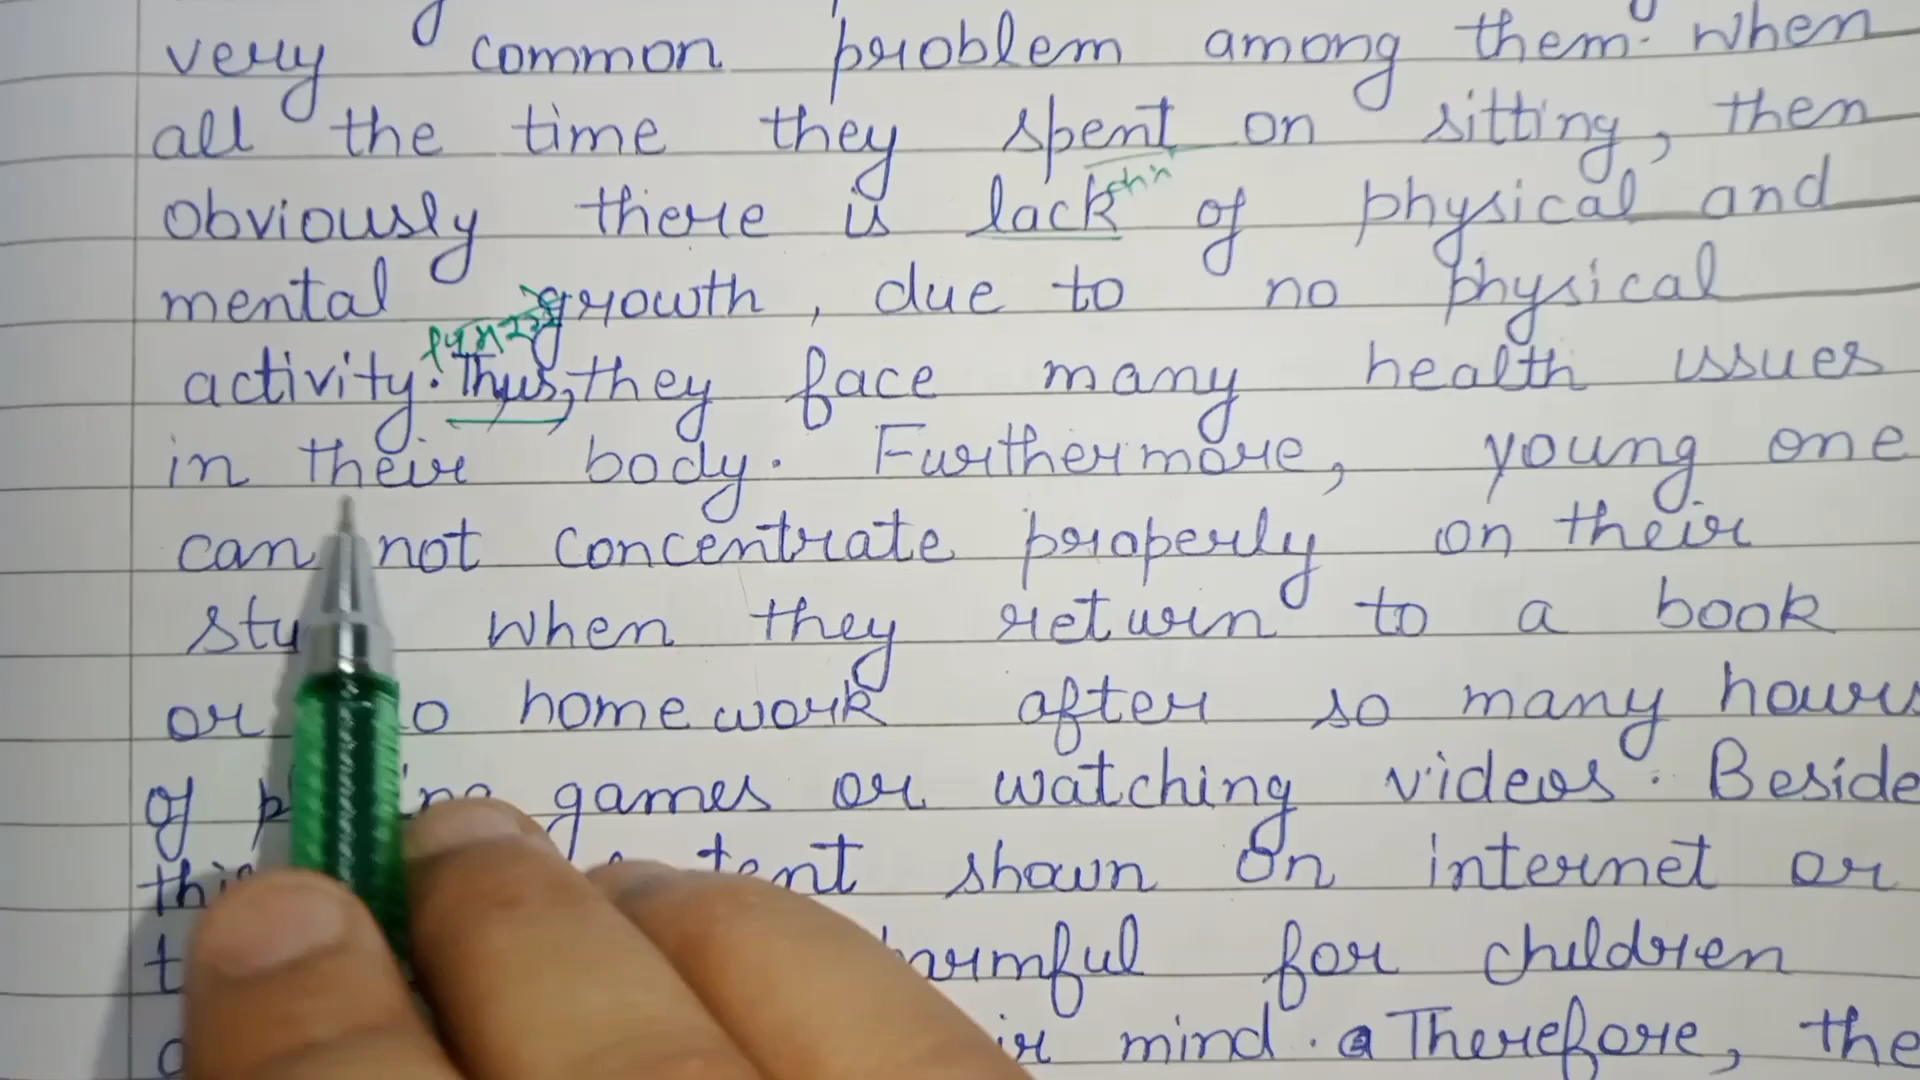 very common problem among them. when
all the time they spent on sitting, then
obviously there is lack of physical and
mental growth, due to no physical
activity. Thus, they face many health issues
in their body. Furthermore, young one
can not concentrate properly on their
when they return to a book
or homework after so many hours
of games or watching videos. Beside
shown on internet or
for children
mind. Therefore, the